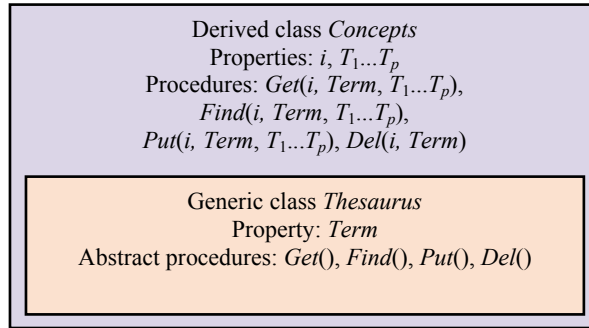 Derived class Concepts
Properties: i, T₁...Tₚ
Procedures: Get(i, Term, T₁...Tₚ),
Find(i, Term, T₁...Tₚ),
Put(i, Term, T₁...Tₚ), Del(i, Term)
Generic class Thesaurus
Property: Term
Abstract procedures: Get(), Find(), Put(), Del()